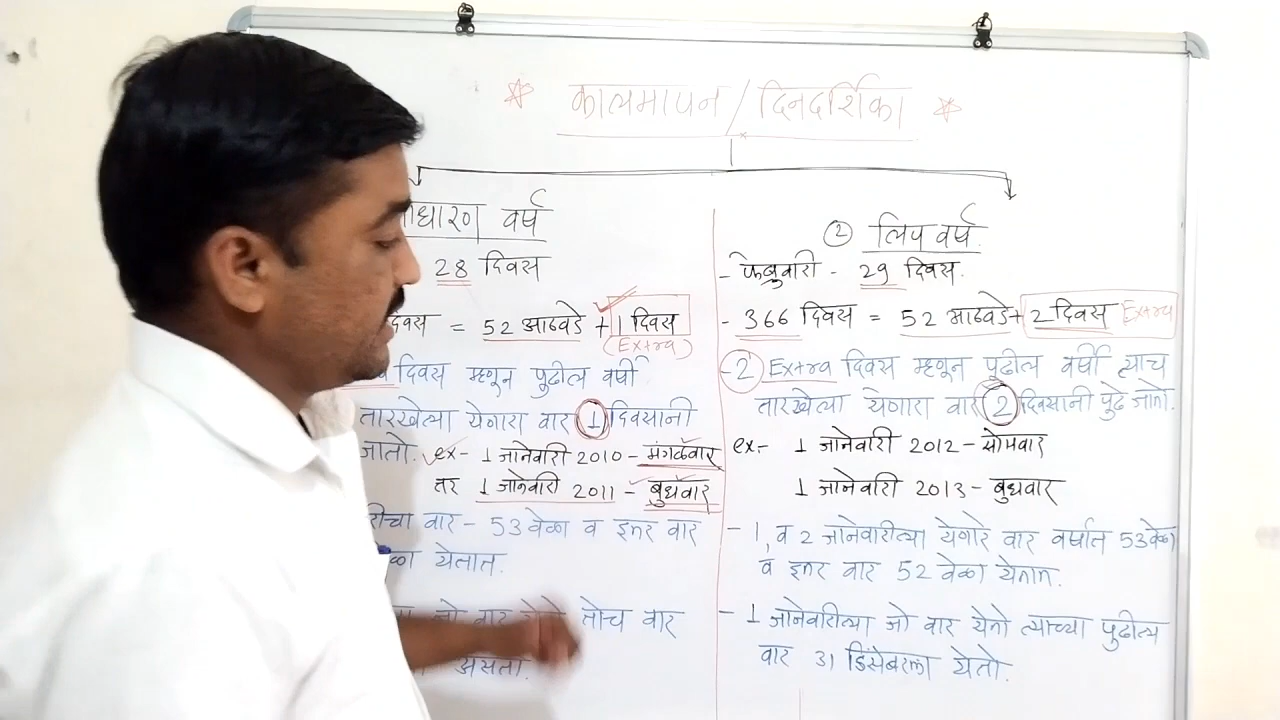 * कालमापन / दिनदर्शिका *
वर्ष
28 दिवस
दिवस = 52 आठवडे + 1 दिवस
(Extra)
दिवस म्हणून पुढील वर्षी
तारखेला येणारा वार 1 दिवसानी
जातो. ex- 1 जानेवारी 2010 - मंगळवार
तर 1 जानेवारी 2011 - बुधवार
वार - 53 वेळा व इतर वार
येतात.
जो वार येतो तोच वार
असतो.
② लिप वर्ष.
- फेब्रुवारी - 29 दिवस.
- 366 दिवस = 52 आठवडे + 2 दिवस Extra
- 2 Extra दिवस म्हणून पुढील वर्षी त्याच
तारखेला येणारा वार 2 दिवसानी पुढे जातो.
ex- 1 जानेवारी 2012 - सोमवार
1 जानेवारी 2013 - बुधवार
- 1 व 2 जानेवारीला येणारे वार वर्षात 53 वेळा
व इतर वार 52 वेळा येतात.
- 1 जानेवारीला जो वार येतो त्याच्या पुढील
वार 31 डिसेंबरला येतो.